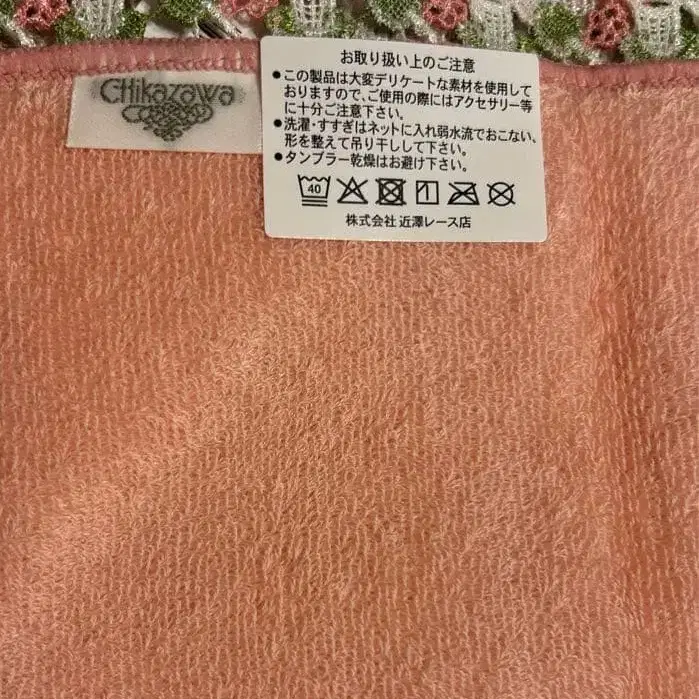 Chikazawa
お取り扱い上のご注意
●この製品は大変デリケートな素材を使用して
おりますので、ご使用の際にはアクセサリー等
に十分ご注意下さい。
●洗濯・すすぎはネットに入れ弱水流でおこない、
形を整えて吊り干しして下さい。
●タンブラー乾燥はお避け下さい。
40
株式会社 近澤レース店